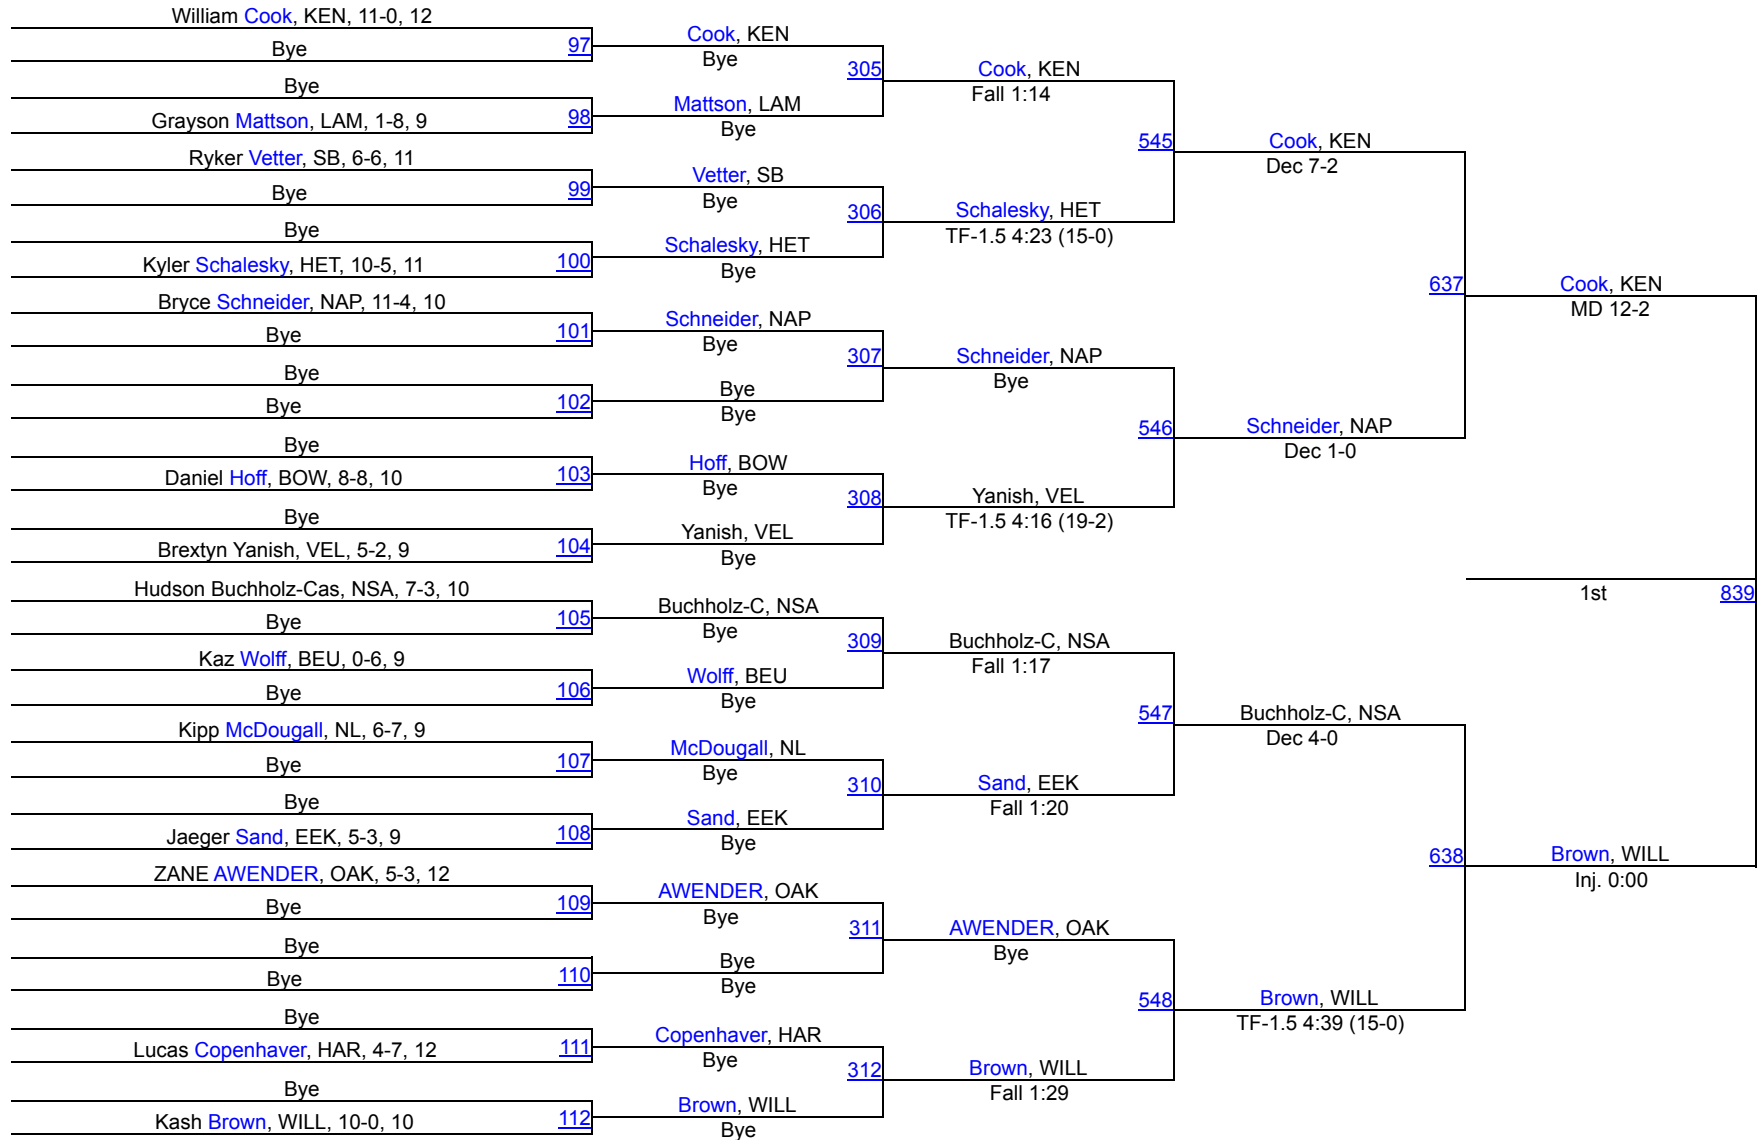 William Cook, KEN, 11-0, 12
Bye
97
Bye
Grayson Mattson, LAM, 1-8, 9
98
Ryker Vetter, SB, 6-6, 11
Bye
99
Bye
Kyler Schalesky, HET, 10-5, 11
100
Bryce Schneider, NAP, 11-4, 10
Bye
101
Bye
Bye
102
Bye
Daniel Hoff, BOW, 8-8, 10
103
Bye
Brextyn Yanish, VEL, 5-2, 9
104
Hudson Buchholz-Cas, NSA, 7-3, 10
Bye
105
Kaz Wolff, BEU, 0-6, 9
Bye
106
Kipp McDougall, NL, 6-7, 9
Bye
107
Bye
Jaeger Sand, EEK, 5-3, 9
108
ZANE AWENDER, OAK, 5-3, 12
Bye
109
Bye
Bye
110
Bye
Lucas Copenhaver, HAR, 4-7, 12
111
Bye
Kash Brown, WILL, 10-0, 10
112
Cook, KEN
Bye
305
Mattson, LAM
Bye
Vetter, SB
Bye
306
Schalesky, HET
Bye
Schneider, NAP
Bye
307
Bye
Bye
Hoff, BOW
Bye
308
Yanish, VEL
Bye
Buchholz-C, NSA
Bye
309
Wolff, BEU
Bye
McDougall, NL
Bye
310
Sand, EEK
Bye
AWENDER, OAK
Bye
311
Bye
Bye
Copenhaver, HAR
Bye
312
Brown, WILL
Bye
Cook, KEN
Fall 1:14
545
Schalesky, HET
TF-1.5 4:23 (15-0)
Schneider, NAP
Bye
546
Yanish, VEL
TF-1.5 4:16 (19-2)
Buchholz-C, NSA
Fall 1:17
547
Sand, EEK
Fall 1:20
AWENDER, OAK
Bye
548
Brown, WILL
Fall 1:29
Cook, KEN
Dec 7-2
637
Schneider, NAP
Dec 1-0
Buchholz-C, NSA
Dec 4-0
638
Brown, WILL
TF-1.5 4:39 (15-0)
Cook, KEN
MD 12-2
1st
839
Brown, WILL
Inj. 0:00